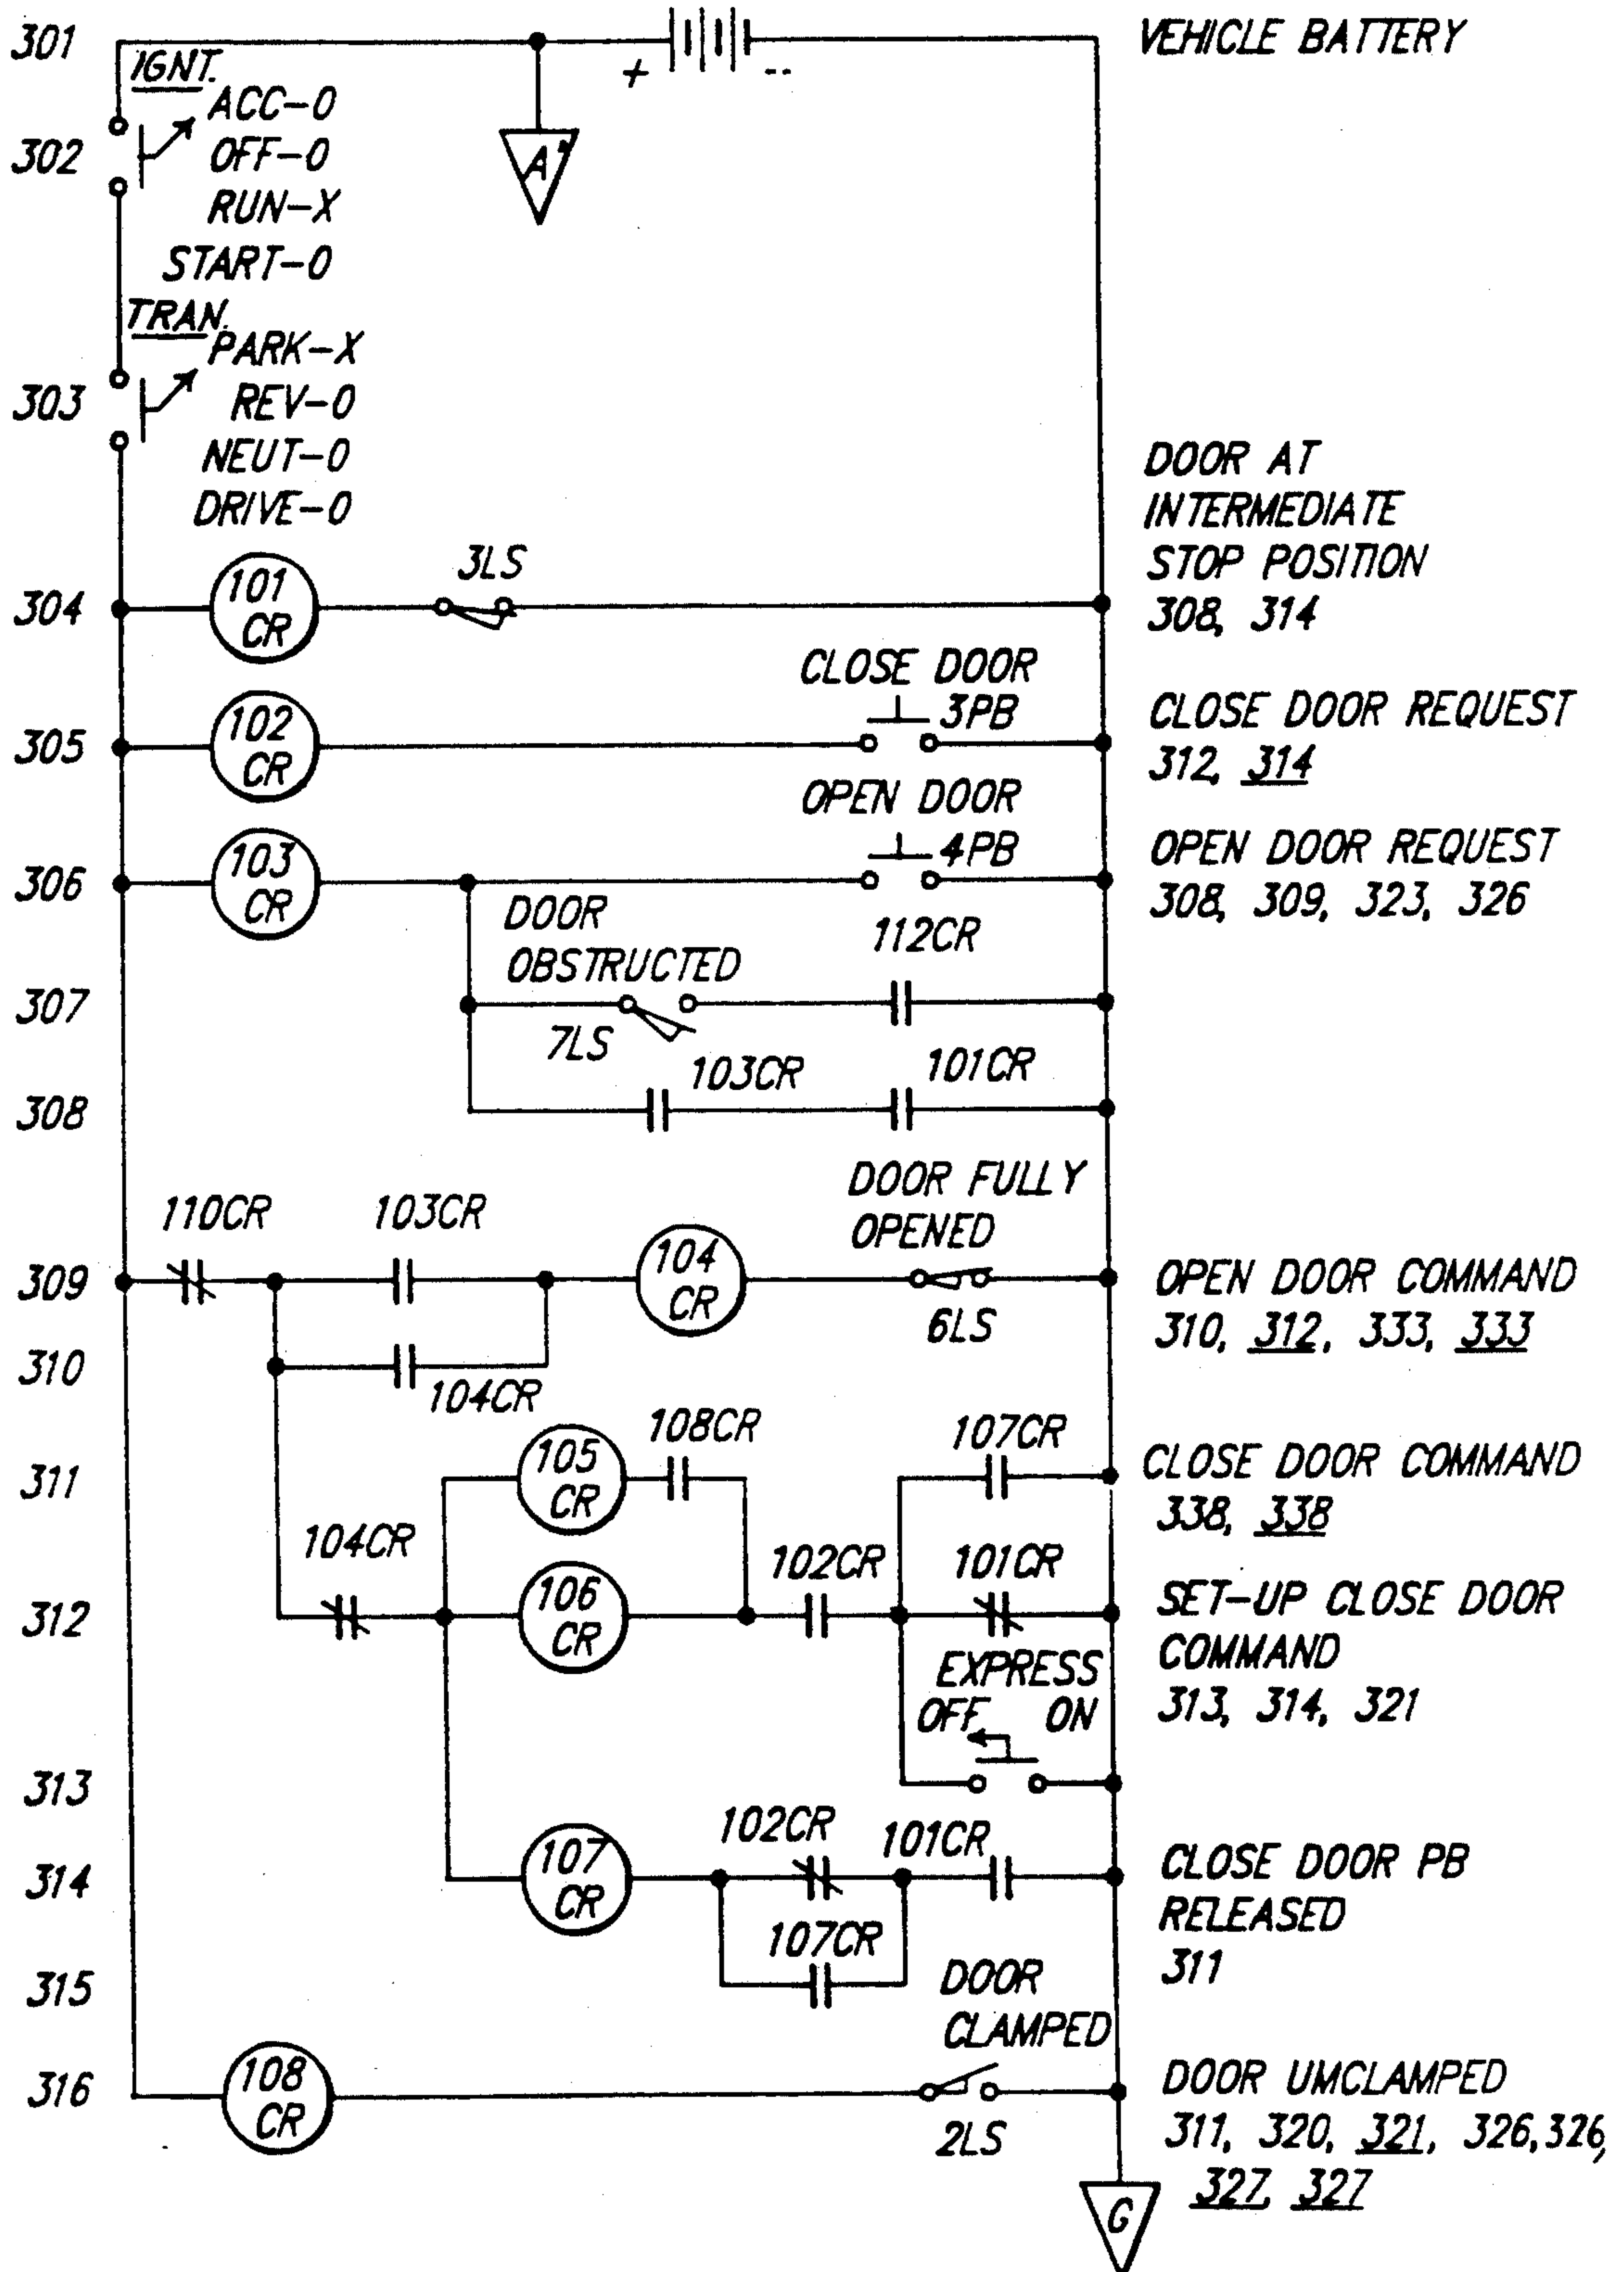 301
VEHICLE BATTERY
+
--
IGNT.
ACC-0
302
OFF-0
A'
RUN-X
START-0
TRAN.
PARK-X
303
REV-0
NEUT-0
DRIVE-0
DOOR AT
INTERMEDIATE
STOP POSITION
308, 314
304
101
CR
3LS
CLOSE DOOR
3PB
305
102
CR
CLOSE DOOR REQUEST
312, 314
OPEN DOOR
4PB
306
103
CR
OPEN DOOR REQUEST
308, 309, 323, 326
DOOR
OBSTRUCTED
112CR
307
7LS
103CR
101CR
308
DOOR FULLY
OPENED
110CR
103CR
309
104
CR
6LS
OPEN DOOR COMMAND
310, 312, 333, 333
310
104CR
311
105
CR
108CR
107CR
CLOSE DOOR COMMAND
338, 338
104CR
312
106
CR
102CR
101CR
SET-UP CLOSE DOOR
COMMAND
313, 314, 321
EXPRESS
OFF ON
313
102CR
101CR
314
107
CR
CLOSE DOOR PB
RELEASED
311
107CR
315
DOOR
CLAMPED
316
108
CR
2LS
DOOR UMCLAMPED
311, 320, 321, 326, 326,
327, 327
G